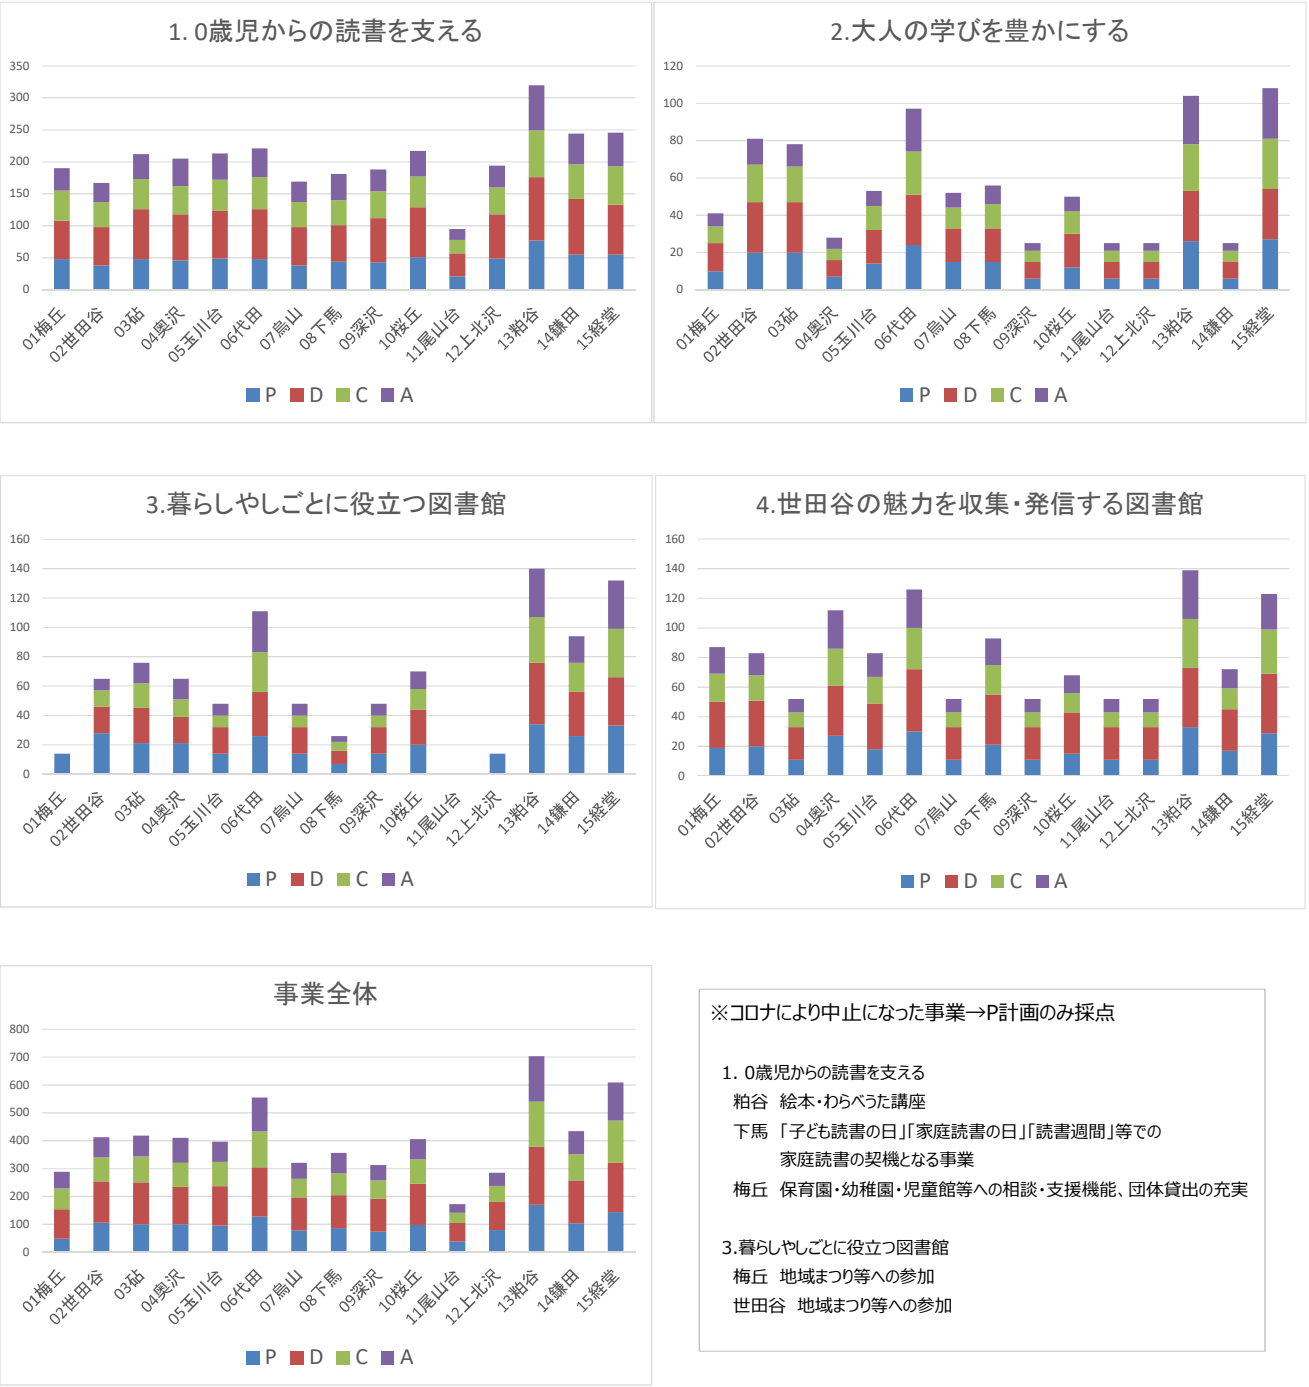 1. 0歳児からの読書を支える
350
300
250
200
150
100
50
0
01梅丘
02世田谷
03砧
04奥沢
05玉川台
06代田
07烏山
08下馬
09深沢
10桜丘
11尾山台
12上北沢
13粕谷
14鎌田
15経堂
P D C A
2.大人の学びを豊かにする
120
100
80
60
40
20
0
01梅丘
02世田谷
03砧
04奥沢
05玉川台
06代田
07烏山
08下馬
09深沢
10桜丘
11尾山台
12上北沢
13粕谷
14鎌田
15経堂
P D C A
3.暮らしやしごとに役立つ図書館
160
140
120
100
80
60
40
20
0
01梅丘
02世田谷
03砧
04奥沢
05玉川台
06代田
07烏山
08下馬
09深沢
10桜丘
11尾山台
12上北沢
13粕谷
14鎌田
15経堂
P D C A
4.世田谷の魅力を収集・発信する図書館
160
140
120
100
80
60
40
20
0
01梅丘
02世田谷
03砧
04奥沢
05玉川台
06代田
07烏山
08下馬
09深沢
10桜丘
11尾山台
12上北沢
13粕谷
14鎌田
15経堂
P D C A
事業全体
800
700
600
500
400
300
200
100
0
01梅丘
02世田谷
03砧
04奥沢
05玉川台
06代田
07烏山
08下馬
09深沢
10桜丘
11尾山台
12上北沢
13粕谷
14鎌田
15経堂
P D C A
※コロナにより中止になった事業→P計画のみ採点
1. 0歳児からの読書を支える
粕谷 絵本・わらべうた講座
下馬 「子ども読書の日」「家庭読書の日」「読書週間」等での
家庭読書の契機となる事業
梅丘 保育園・幼稚園・児童館等への相談・支援機能、団体貸出の充実
3.暮らしやしごとに役立つ図書館
梅丘 地域まつり等への参加
世田谷 地域まつり等への参加